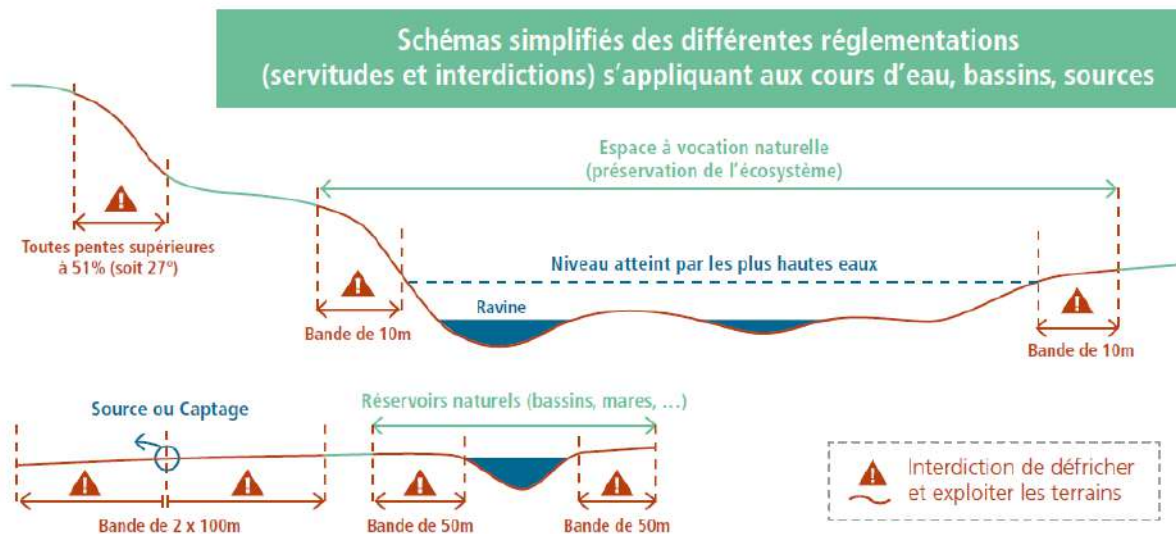 Schémas simplifiés des différentes réglementations
(servitudes et interdictions) s'appliquant aux cours d'eau, bassins, sources
Espace à vocation naturelle
(préservation de l'écosystème)
Toutes pentes supérieures
à 51% (soit 27°)
Niveau atteint par les plus hautes eaux
Ravine
Bande de 10m
Bande de 10m
Source ou Captage
Réservoirs naturels (bassins, mares, ...)
Bande de 2 x 100m
Bande de 50m
Bande de 50m
Interdiction de défricher
et exploiter les terrains